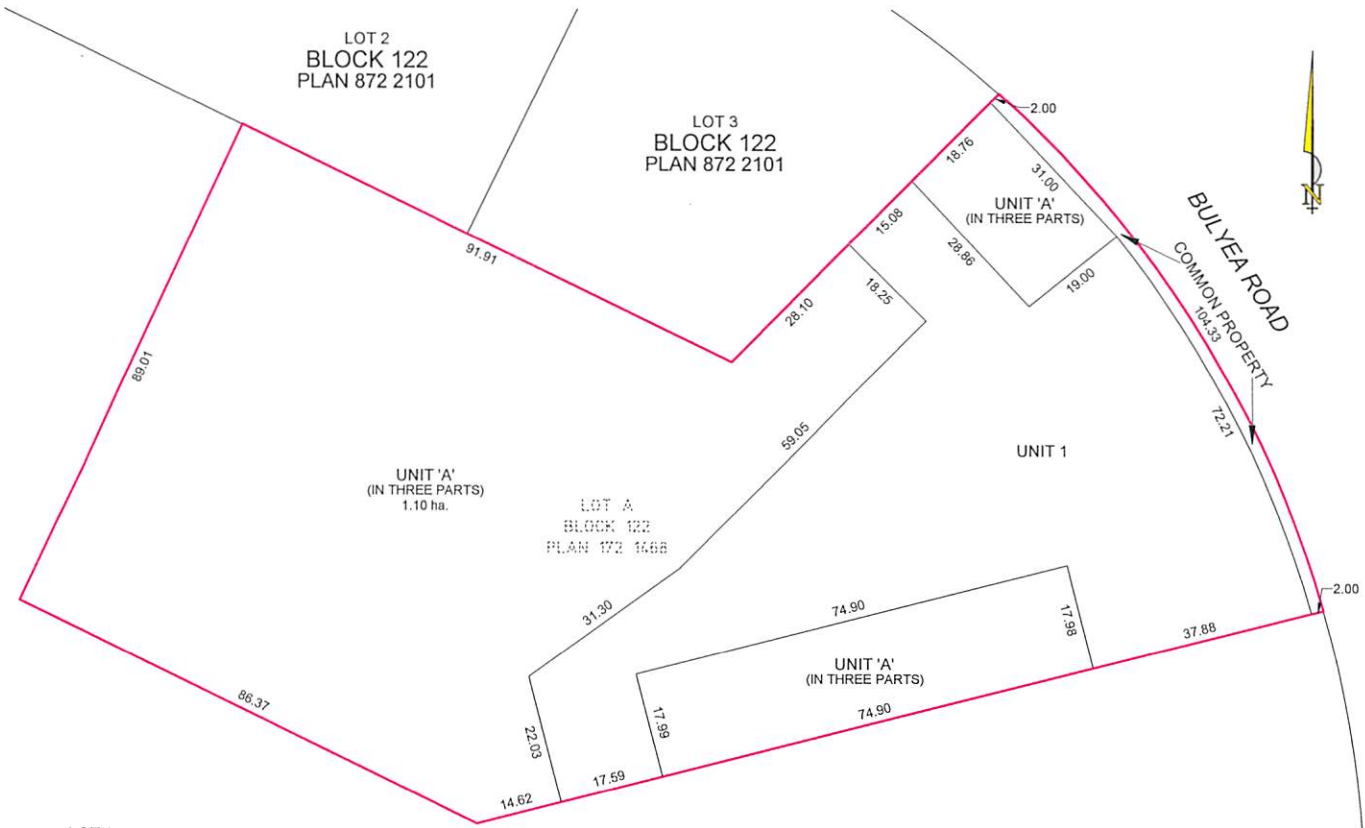 LOT 2
BLOCK 122
PLAN 872 2101
LOT 3
BLOCK 122
PLAN 872 2101
2.00
18.76
31.00
UNIT 'A'
(IN THREE PARTS)
15.08
28.86
19.00
BULYEA ROAD
COMMON PROPERTY
104.33
N
91.91
18.25
28.10
89.01
59.05
72.21
UNIT 1
UNIT 'A'
(IN THREE PARTS)
1.10 ha.
LOT A
BLOCK 122
PLAN 172 1468
31.30
74.90
17.98
2.00
37.88
UNIT 'A'
(IN THREE PARTS)
86.37
22.03
17.99
74.90
17.59
14.62